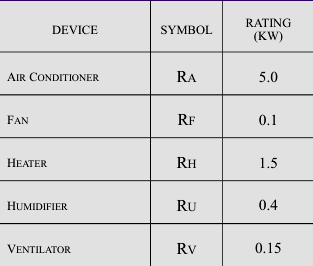 DEVICE SYMBOL RATING
(KW)
AIR CONDITIONER RA 5.0
FAN RF 0.1
HEATER RH 1.5
HUMIDIFIER RU 0.4
VENTILATOR RV 0.15